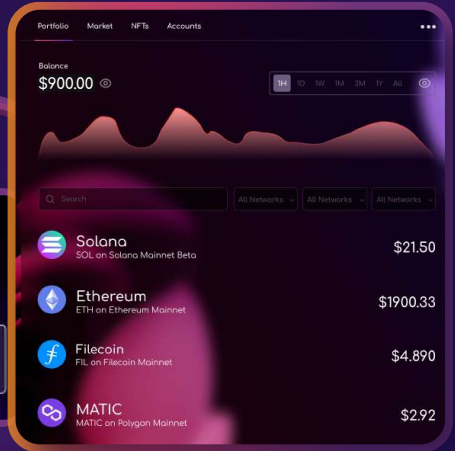 Portfolio Market NFTs Accounts
Balance
$900.00
1H 1D 1W 1M 3M 1Y All
Search
All Networks All Networks All Networks
Solana
SOL on Solana Mainnet Beta
$21.50
Ethereum
ETH on Ethereum Mainnet
$1900.33
Filecoin
FIL on Filecoin Mainnet
$4.890
MATIC
MATIC on Polygon Mainnet
$2.92